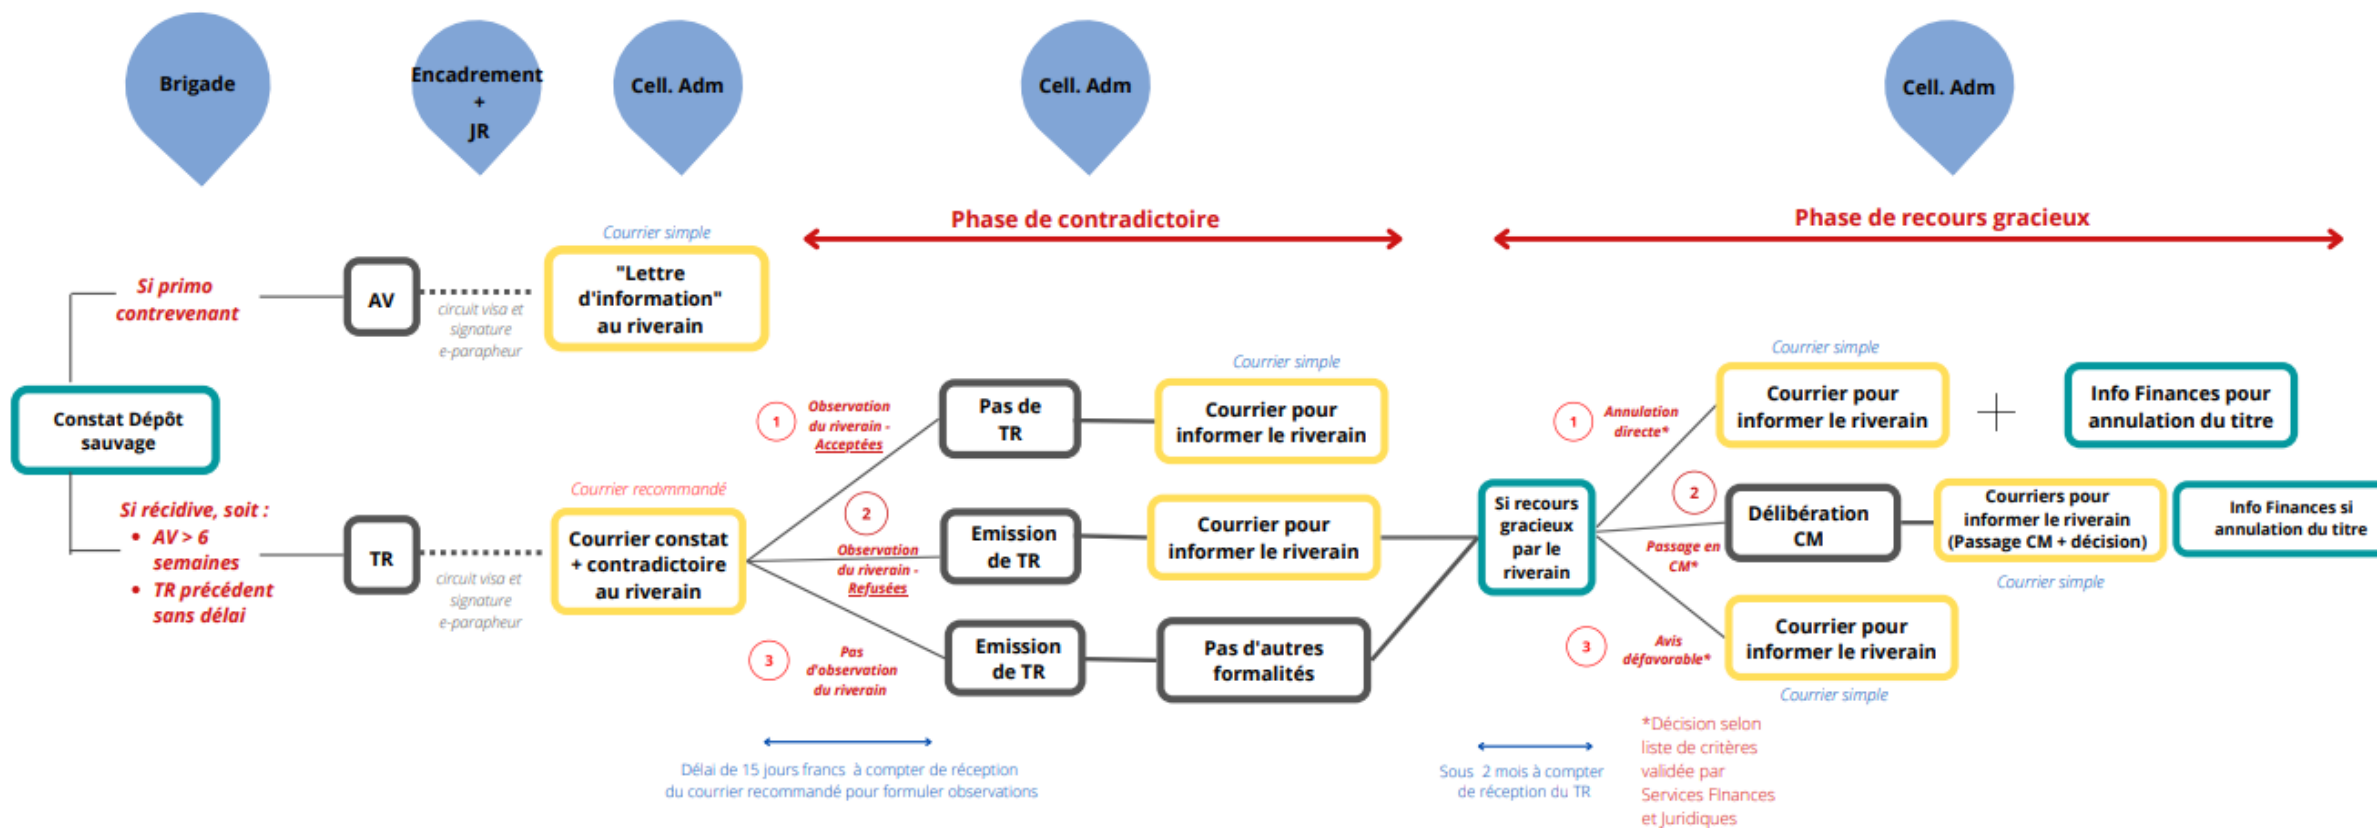 Brigade
Encadrement
+
JR
Cell. Adm
Cell. Adm
Cell. Adm
Phase de contradictoire
Phase de recours gracieux
Si primo
contrevenant
AV
circuit visa et
signature
e-parapheur
Courrier simple
"Lettre
d'information"
au riverain
Constat Dépôt
sauvage
Si récidive, soit :
• AV > 6
semaines
• TR précédent
sans délai
TR
circuit visa et
signature
e-parapheur
Courrier recommandé
Courrier constat
+ contradictoire
au riverain
1
Observation
du riverain -
Acceptées
Pas de
TR
Courrier simple
Courrier pour
informer le riverain
2
Observation
du riverain -
Refusées
Emission
de TR
Courrier pour
informer le riverain
3
Pas
d'observation
du riverain
Emission
de TR
Pas d'autres
formalités
Délai de 15 jours francs à compter de réception
du courrier recommandé pour formuler observations
Si recours
gracieux
par le
riverain
Sous 2 mois à compter
de réception du TR
1
Annulation
directe*
Courrier simple
Courrier pour
informer le riverain
+
Info Finances pour
annulation du titre
2
Passage en
CM*
Délibération
CM
Courriers pour
informer le riverain
(Passage CM + décision)
Courrier simple
Info Finances si
annulation du titre
3
Avis
défavorable*
Courrier pour
informer le riverain
Courrier simple
*Décision selon
liste de critères
validée par
Services FInances
et Juridiques